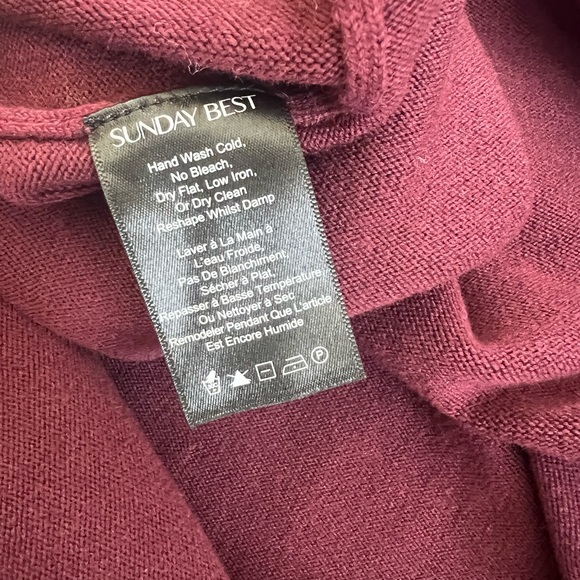 SUNDAY BEST
Hand Wash Cold,
No Bleach,
Dry Flat, Low Iron,
Or Dry Clean
Reshape Whilst Damp
Laver à La Main à
L'eau Froide,
Pas De Blanchiment,
Sécher à Plat,
Repasser à Basse Température
Ou Nettoyer à Sec
Remodeler Pendant Que L'article
Est Encore Humide
P